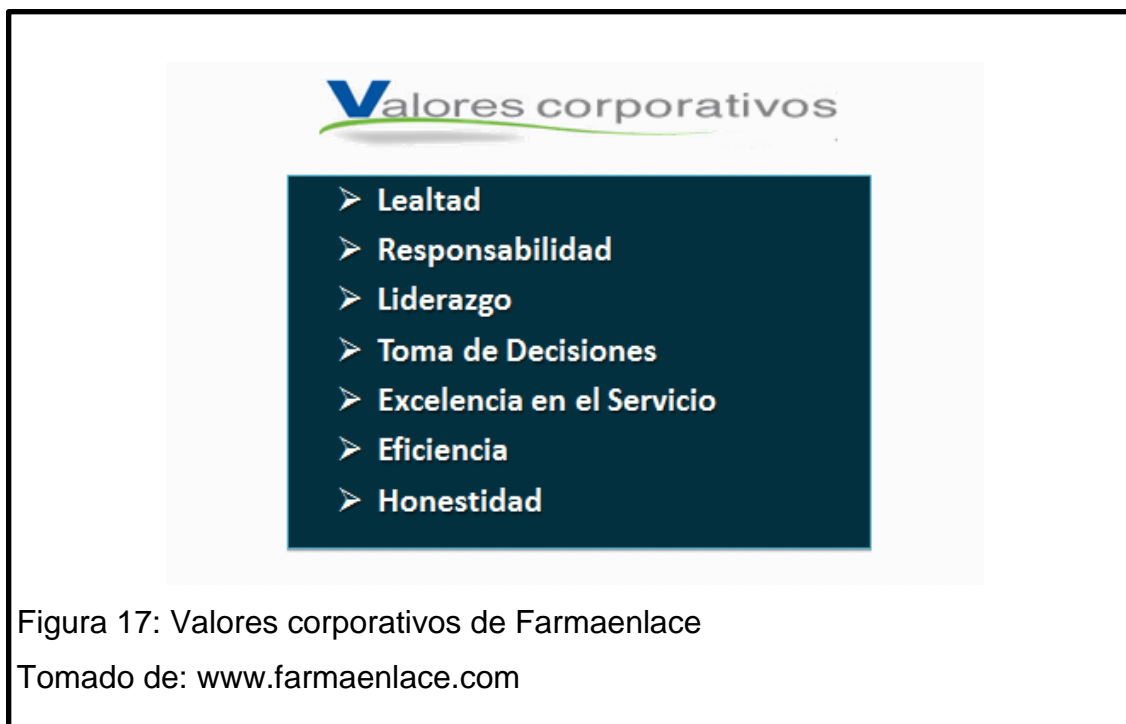 Valores corporativos
➢ Lealtad
➢ Responsabilidad
➢ Liderazgo
➢ Toma de Decisiones
➢ Excelencia en el Servicio
➢ Eficiencia
➢ Honestidad
Figura 17: Valores corporativos de Farmaenlace
Tomado de: www.farmaenlace.com